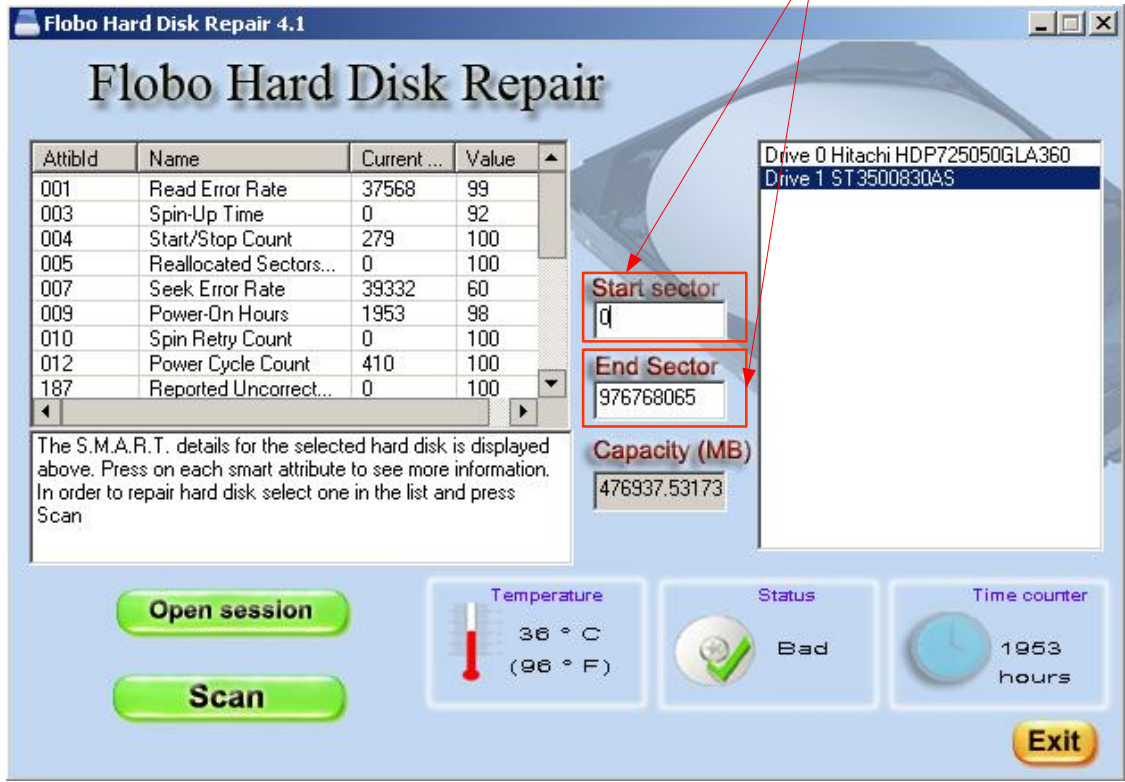 Flobo Hard Disk Repair 4.1
Flobo Hard Disk Repair
AttibId Name Current ... Value
001 Read Error Rate 37568 99
003 Spin-Up Time 0 92
004 Start/Stop Count 279 100
005 Reallocated Sectors... 0 100
007 Seek Error Rate 39332 60
009 Power-On Hours 1953 98
010 Spin Retry Count 0 100
012 Power Cycle Count 410 100
187 Reported Uncorrect... 0 100
The S.M.A.R.T. details for the selected hard disk is displayed
above. Press on each smart attribute to see more information.
In order to repair hard disk select one in the list and press
Scan
Start sector
0
End Sector
976768065
Capacity (MB)
476937.53173
Drive 0 Hitachi HDP725050GLA360
Drive 1 ST3500830AS
Open session
Scan
Temperature
36 ° C
(96 ° F)
Status
Bad
Time counter
1953
hours
Exit